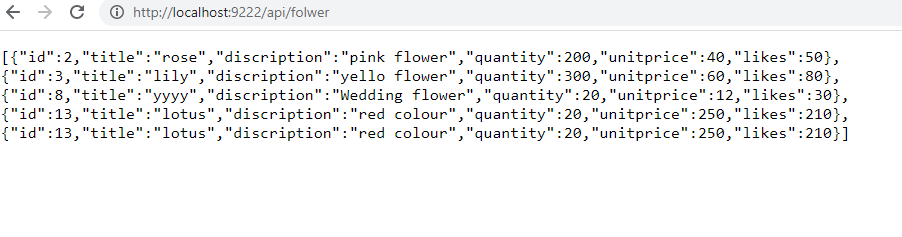 http://localhost:9222/api/folwer
[{"id":2,"title":"rose","discription":"pink flower","quantity":200,"unitprice":40,"likes":50},
{"id":3,"title":"lily","discription":"yello flower","quantity":300,"unitprice":60,"likes":80},
{"id":8,"title":"yyyy","discription":"Wedding flower","quantity":20,"unitprice":12,"likes":30},
{"id":13,"title":"lotus","discription":"red colour","quantity":20,"unitprice":250,"likes":210},
{"id":13,"title":"lotus","discription":"red colour","quantity":20,"unitprice":250,"likes":210}]